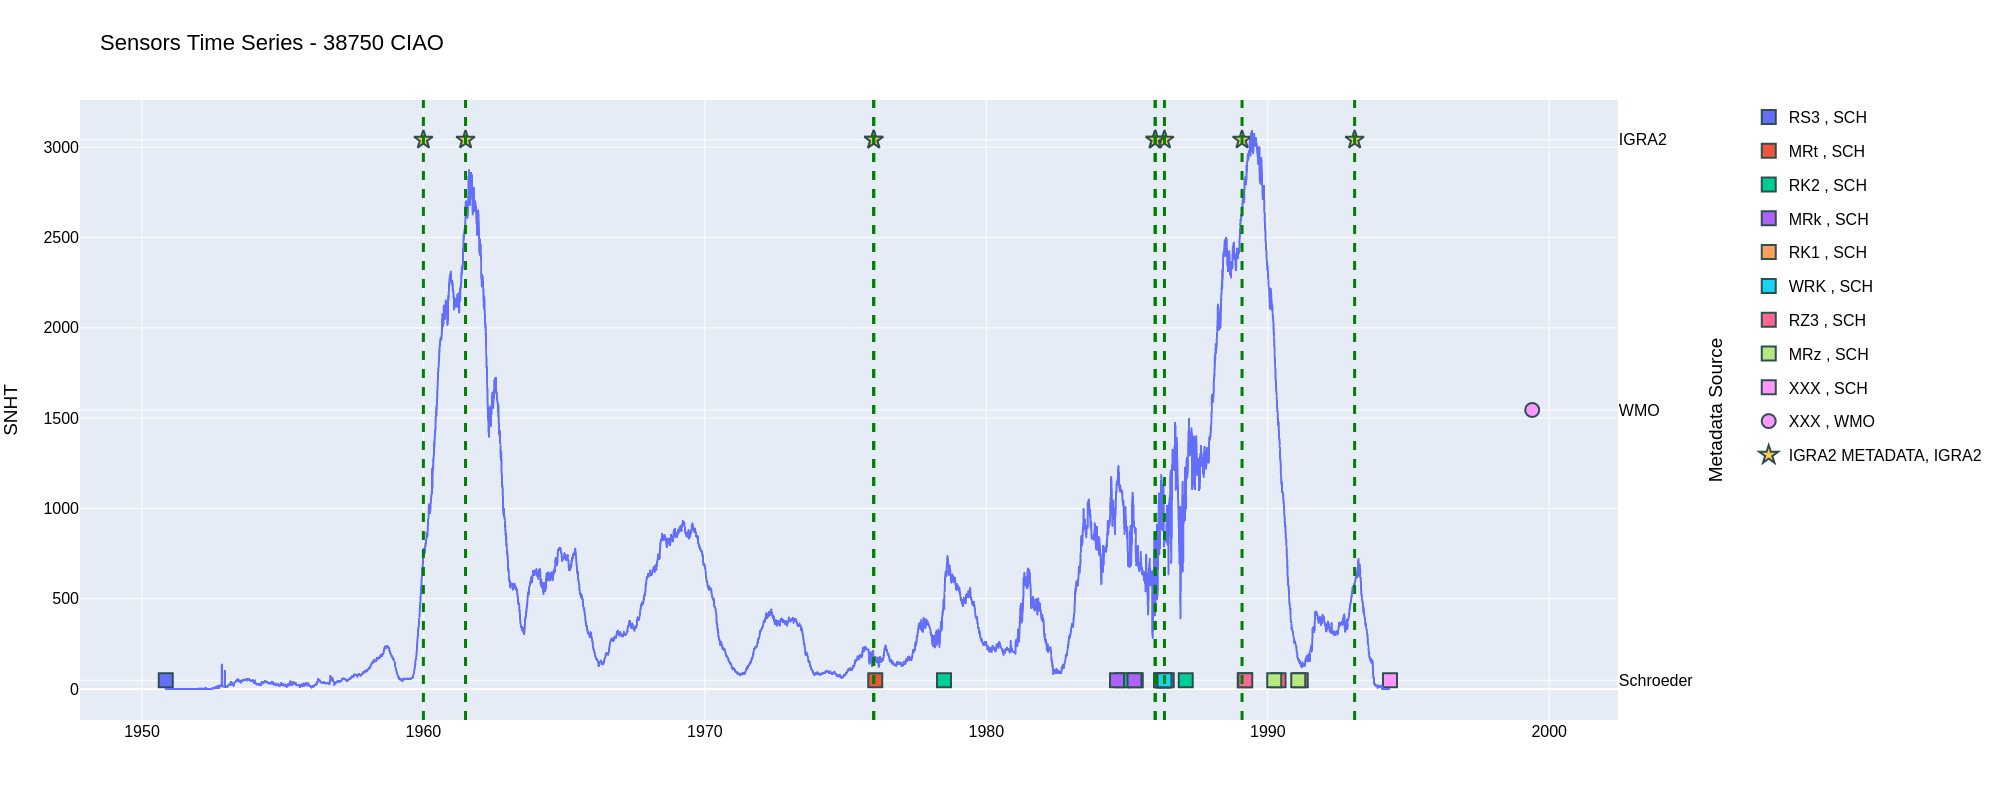 Sensors Time Series - 38750 CIAO
SNHT
3000
2500
2000
1500
1000
500
0
1950
1960
1970
1980
1990
2000
IGRA2
WMO
Schroeder
Metadata Source
RS3 , SCH
MRt , SCH
RK2 , SCH
MRk , SCH
RK1 , SCH
WRK , SCH
RZ3 , SCH
MRz , SCH
XXX , SCH
XXX , WMO
IGRA2 METADATA, IGRA2